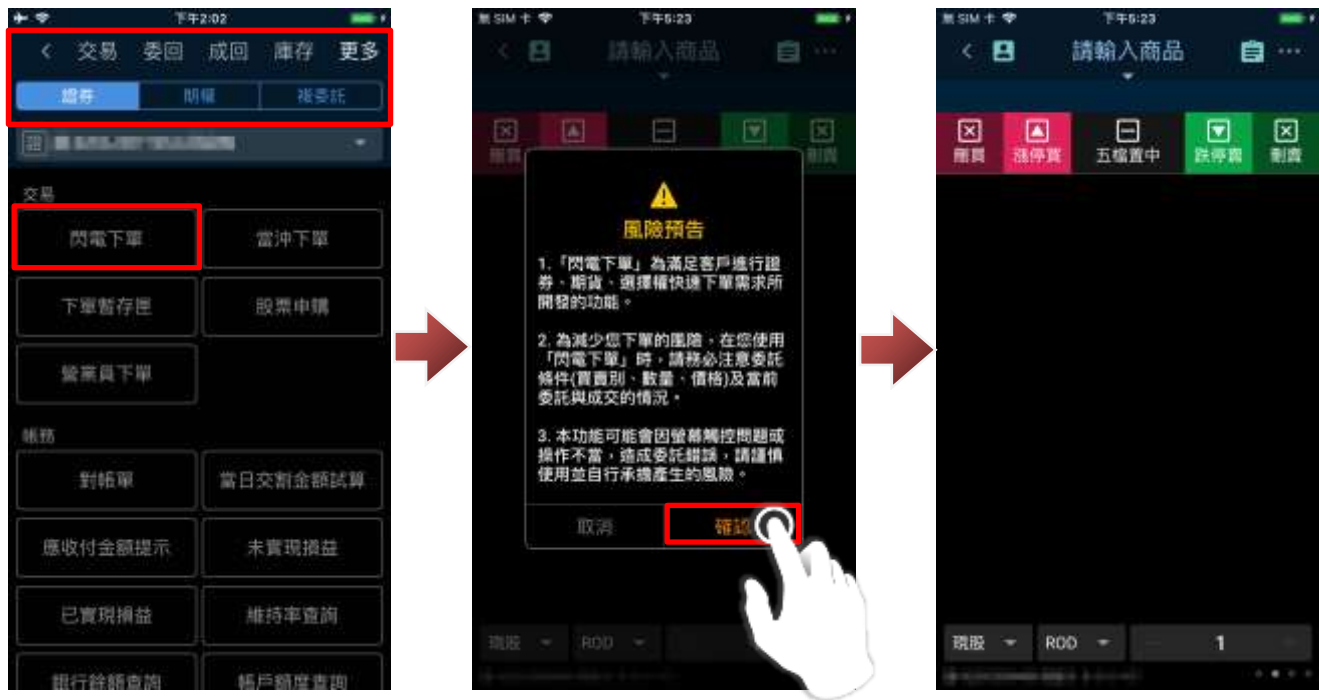 下午2:02
交易 委回 成回 庫存 更多
證券 期權 複委託
證
交易
閃電下單 當沖下單
下單暫存匣 股票申購
營業員下單
帳務
對帳單 當日交割金額試算
應收付金額提示 未實現損益
已實現損益 維持率查詢
銀行餘額查詢 帳戶額度查詢
無 SIM 卡 下午5:23
請輸入商品
刪買 刪賣
風險預告
1.「閃電下單」為滿足客戶進行證
券、期貨、選擇權快速下單需求所
開發的功能。
2. 為減少您下單的風險,在您使用
「閃電下單」時,請務必注意委託
條件(買賣別、數量、價格)及當前
委託與成交的情況。
3. 本功能可能會因螢幕觸控問題或
操作不當,造成委託錯誤,請謹慎
使用並自行承擔產生的風險。
取消 確認
現股 ROD
無 SIM 卡 下午5:23
請輸入商品
刪買 漲停買 五檔置中 跌停賣 刪賣
現股 ROD 1